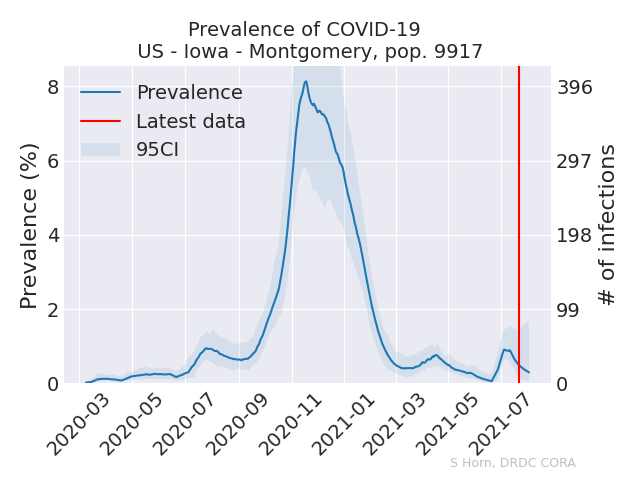 Prevalence of COVID-19
US - Iowa - Montgomery, pop. 9917
Prevalence
Latest data
95CI
Prevalence (%)
8
6
4
2
0
396
297
198
99
0
# of infections
2020-03
2020-05
2020-07
2020-09
2020-11
2021-01
2021-03
2021-05
2021-07
S Horn, DRDC CORA